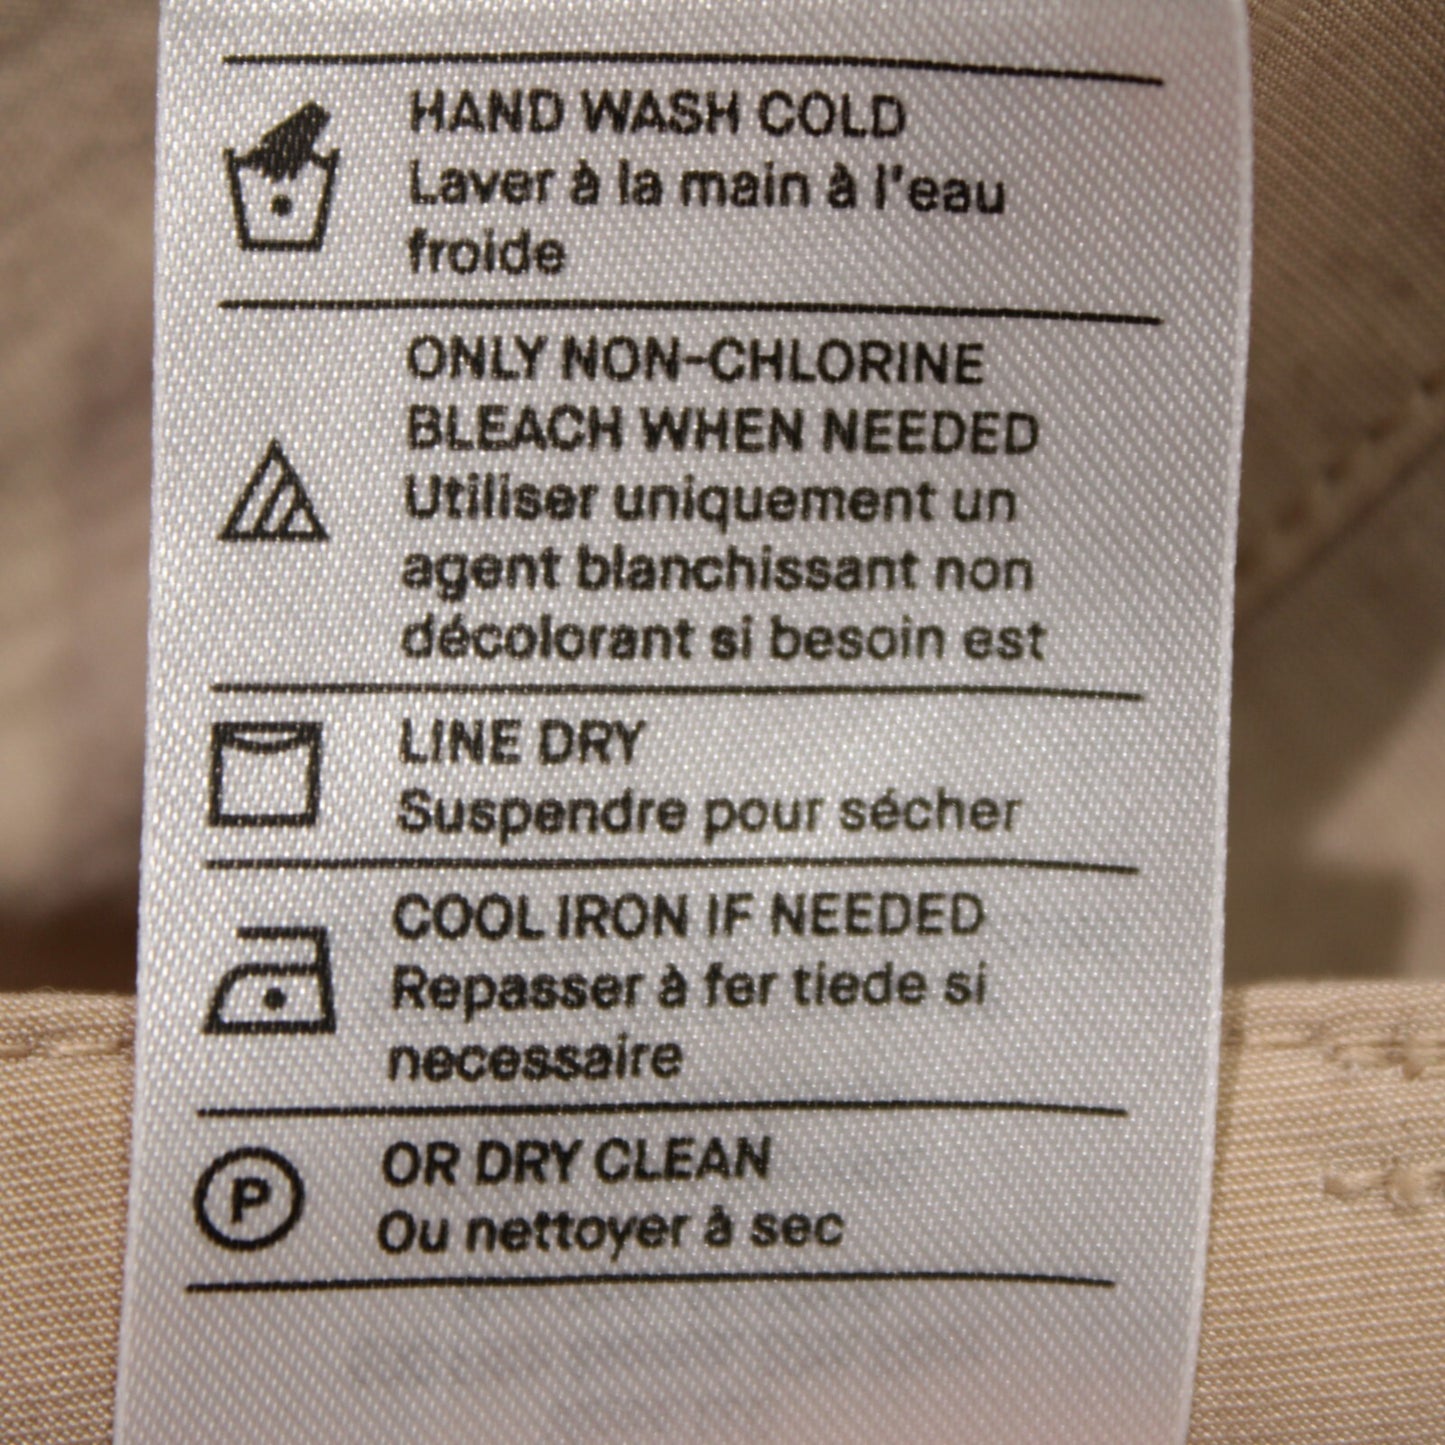 HAND WASH COLD
Laver à la main à l'eau
froide
ONLY NON-CHLORINE
BLEACH WHEN NEEDED
Utiliser uniquement un
agent blanchissant non
décolorant si besoin est
LINE DRY
Suspendre pour sécher
COOL IRON IF NEEDED
Repasser à fer tiede si
necessaire
P
OR DRY CLEAN
Ou nettoyer à sec